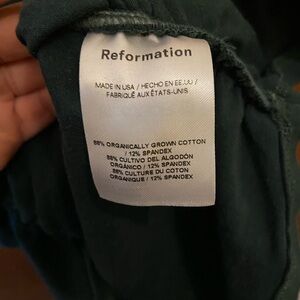 Reformation
MADE IN USA / HECHO EN EE.UU /
FABRIQUÉ AUX ÉTATS-UNIS
88% ORGANICALLY GROWN COTTON
/ 12% SPANDEX
88% CULTIVO DEL ALGODÓN
ORGÁNICO / 12% SPANDEX
88% CULTURE DU COTON
ORGANIQUE / 12% SPANDEX